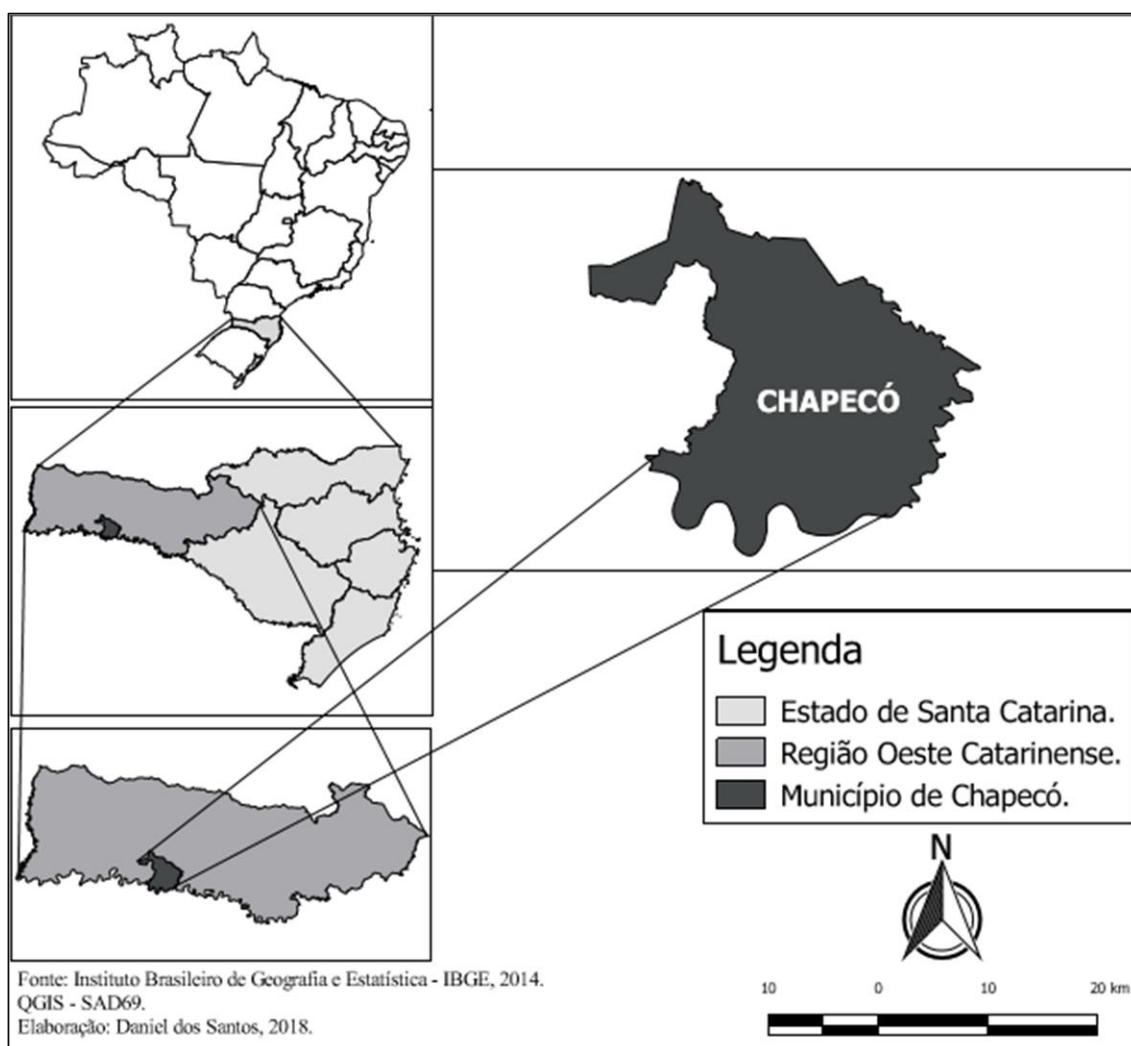 CHAPECÓ
Legenda
Estado de Santa Catarina.
Região Oeste Catarinense.
Município de Chapecó.
N
10 0 10 20 km
Fonte: Instituto Brasileiro de Geografia e Estatística - IBGE, 2014.
QGIS - SAD69.
Elaboração: Daniel dos Santos, 2018.